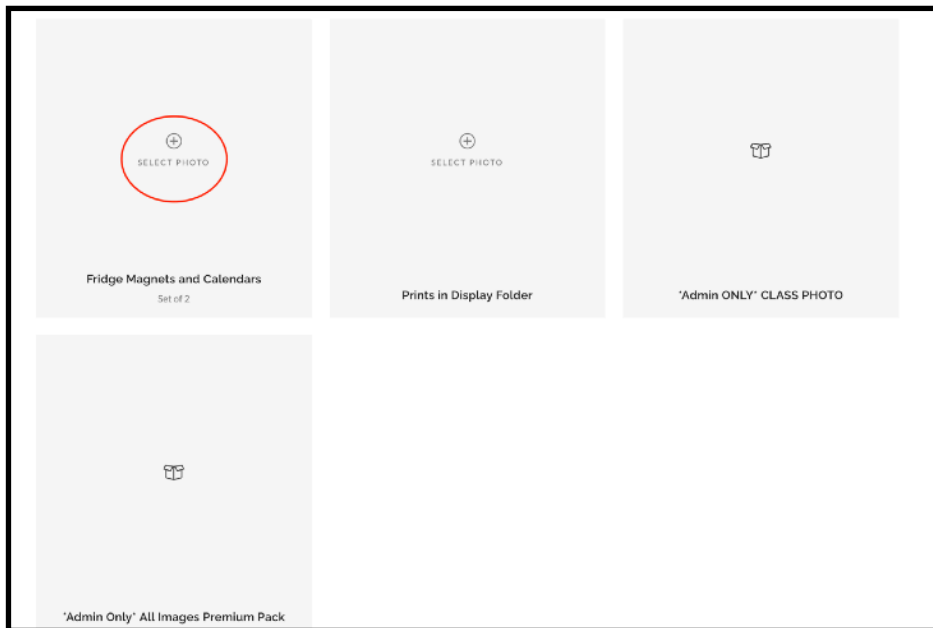 SELECT PHOTO
Fridge Magnets and Calendars
Set of 2
SELECT PHOTO
Prints in Display Folder
*Admin ONLY* CLASS PHOTO
*Admin Only* All Images Premium Pack